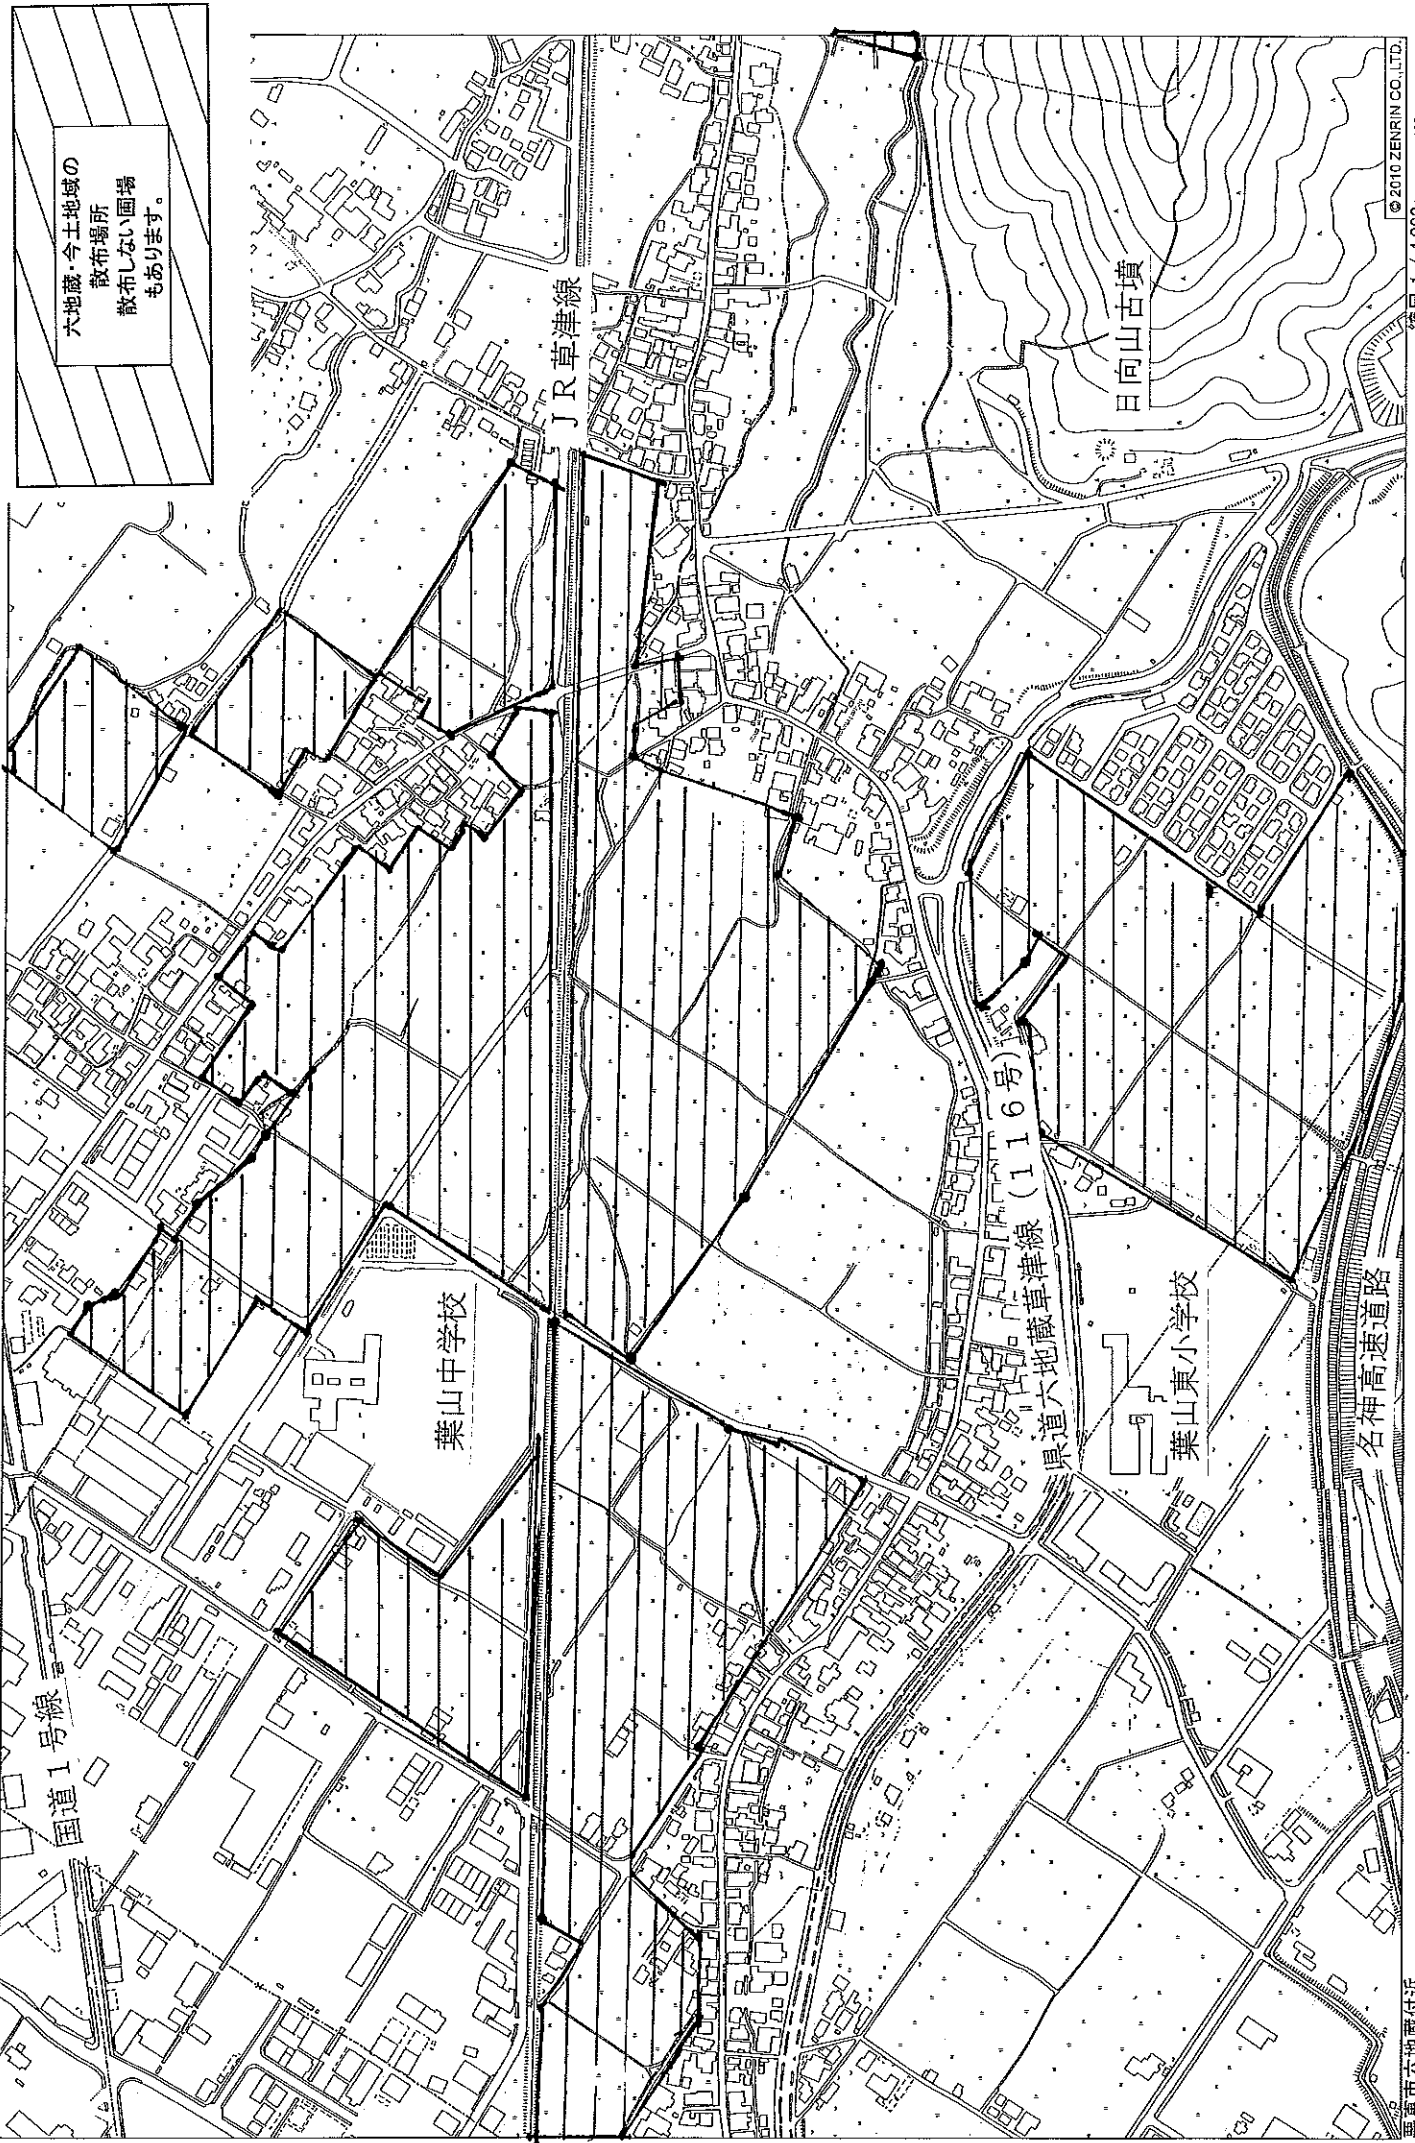 六地蔵・今土地域の
散布場所
散布しない圃場
もあります。
国道1号線
葉山中学校
JR草津線
県道六地蔵草津線(116号)
葉山東小学校
名神高速道路
日向山古墳
© 2010 ZENRIN CO., LTD.